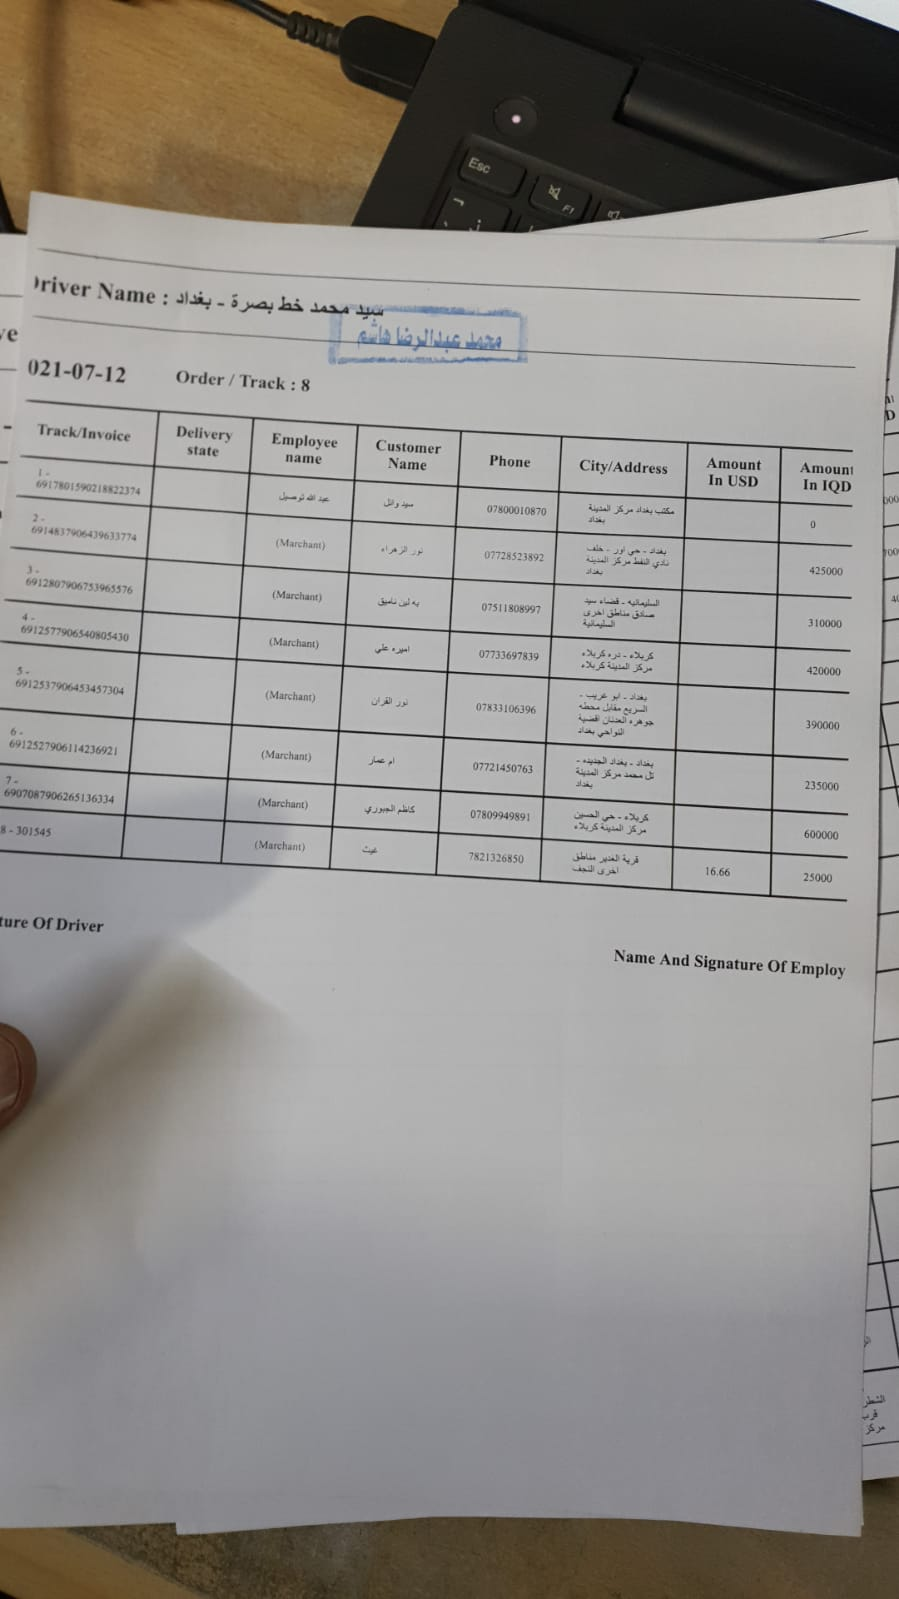 Driver Name : سيد محمد خط بصرة - بغداد
محمد عبدالرضا هاشم
021-07-12 Order / Track : 8
Track/Invoice Delivery state Employee name Customer Name Phone City/Address Amount In USD Amount In IQD
1 - 6917801590218822374 عبد الله توصيل سيد وائل 07800010870 مكتب بغداد مركز المدينة بغداد 0
2 - 6914837906439633774 (Marchant) نور الزهراء 07728523892 بغداد - حي اور - خلف نادي النفط مركز المدينة بغداد 425000
3 - 6912807906753965576 (Marchant) به لين ناميق 07511808997 السليمانيه - قضاء سيد صادق مناطق اخرى السليمانية 310000
4 - 6912577906540805430 (Marchant) اميره علي 07733697839 كربلاء - دره كربلاء مركز المدينة كربلاء 420000
5 - 6912537906453457304 (Marchant) نور القران 07833106396 بغداد - ابو غريب - السريع مقابل محطه جوهره العدنان اقضية النواحي بغداد 390000
6 - 6912527906114236921 (Marchant) ام عمار 07721450763 بغداد - بغداد الجديده - تل محمد مركز المدينة بغداد 235000
7 - 6907087906265136334 (Marchant) كاظم الجبوري 07809949891 كربلاء - حي الحسين مركز المدينة كربلاء 600000
8 - 301545 (Marchant) غيث 7821326850 قرية الغدير مناطق اخرى النجف 16.66 25000
ture Of Driver
Name And Signature Of Employ
Esc
F1